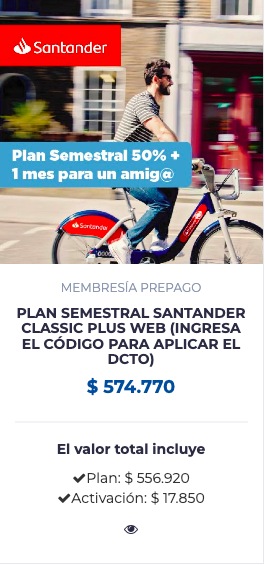 Santander
Plan Semestral 50% +
1 mes para un amig@
Santander
MEMBRESÍA PREPAGO
PLAN SEMESTRAL SANTANDER
CLASSIC PLUS WEB (INGRESA
EL CÓDIGO PARA APLICAR EL
DCTO)
$ 574.770
El valor total incluye
Plan: $ 556.920
Activación: $ 17.850